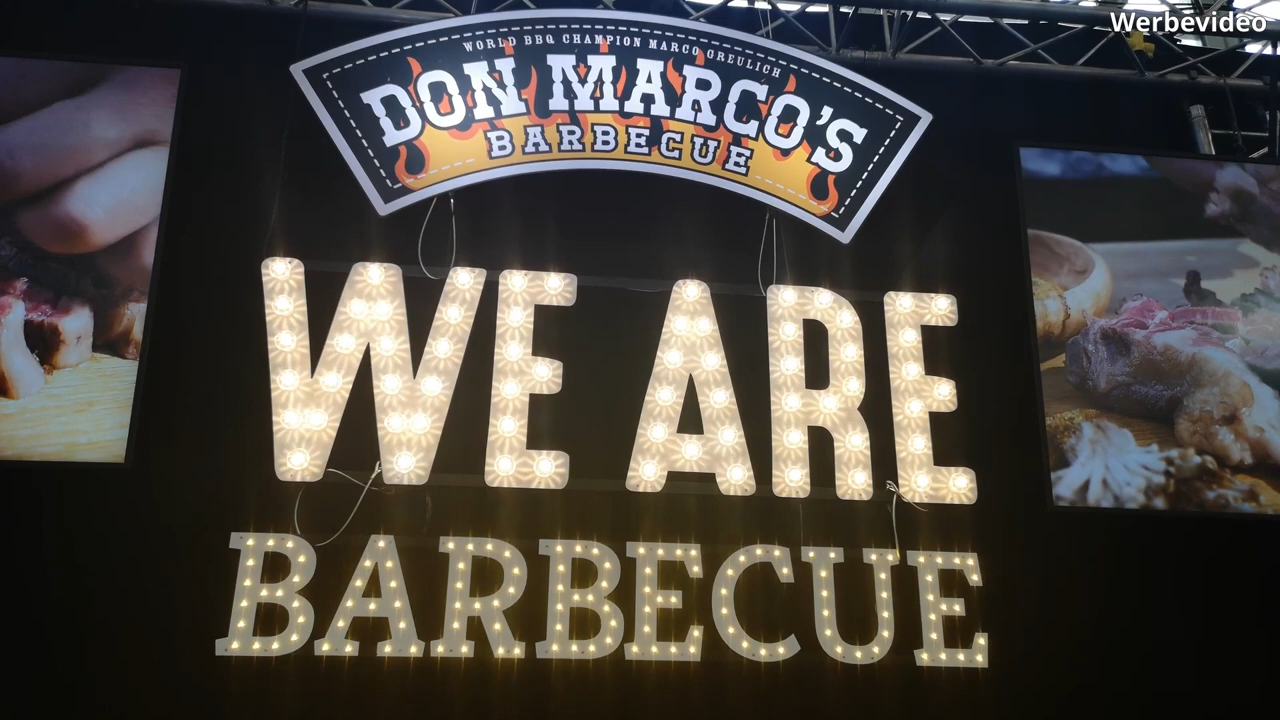 Werbevideo
WORLD BBQ CHAMPION MARCO GREULICH
DON MARCO'S
BARBECUE
WE ARE
BARBECUE